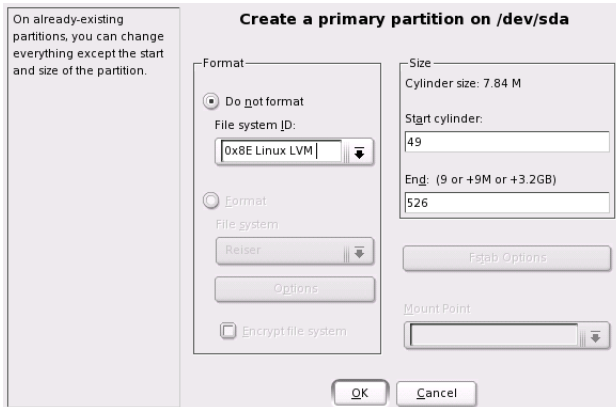 On already-existing
partitions, you can change
everything except the start
and size of the partition.
Create a primary partition on /dev/sda
Format
Do not format
File system ID:
0x8E Linux LVM
Format
File system
Reiser
Options
Encrypt file system
Size
Cylinder size: 7.84 M
Start cylinder:
49
End: (9 or +9M or +3.2GB)
526
Fstab Options
Mount Point
OK
Cancel